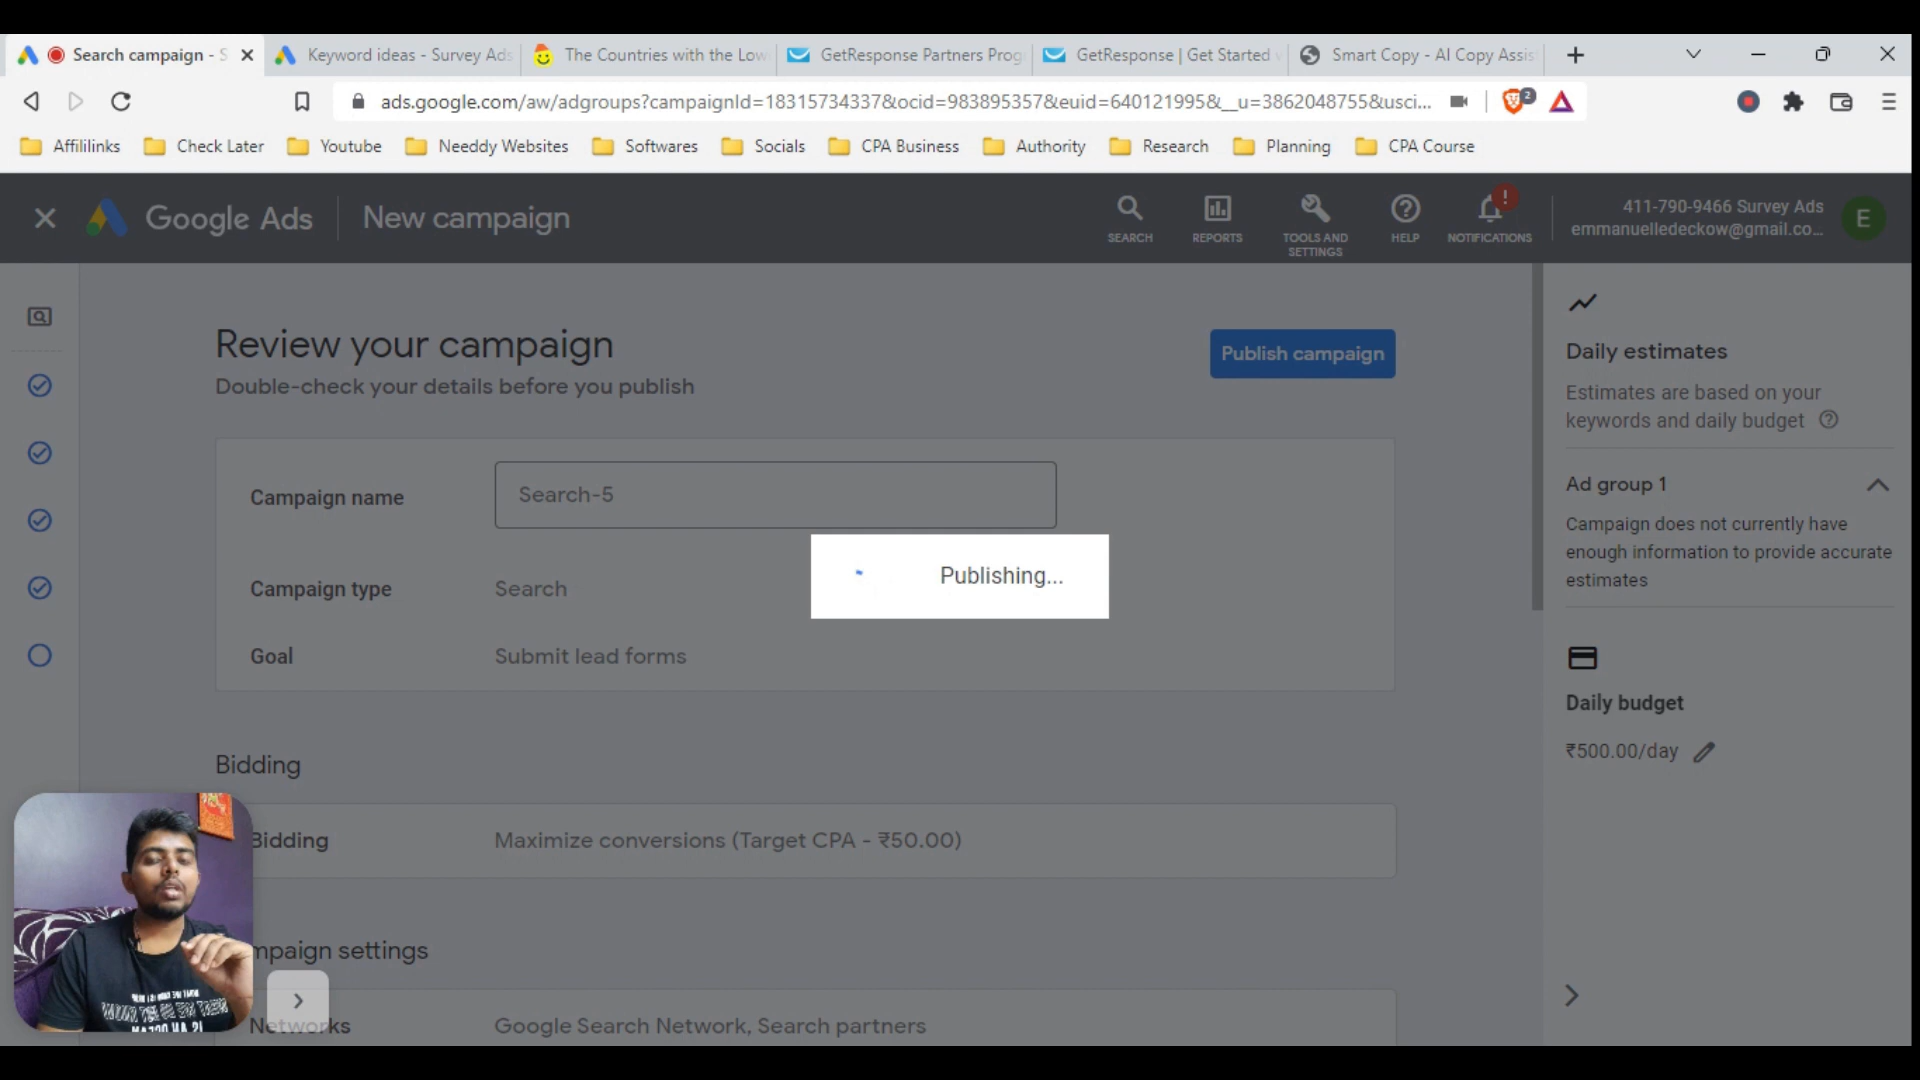 Search campaign - S
Keyword ideas - Survey Ads
The Countries with the Low
GetResponse Partners Prog
GetResponse | Get Started
Smart Copy - AI Copy Assis
ads.google.com/aw/adgroups?campaignId=18315734337&ocid=983895357&euid=640121995&__u=3862048755&usci...
2
Affililinks
Check Later
Youtube
Needdy Websites
Softwares
Socials
CPA Business
Authority
Research
Planning
CPA Course
Google Ads
New campaign
SEARCH
REPORTS
TOOLS AND
SETTINGS
HELP
NOTIFICATIONS
411-790-9466 Survey Ads
emmanuelledeckow@gmail.co...
E
Review your campaign
Double-check your details before you publish
Publish campaign
Campaign name
Search-5
Campaign type
Search
Goal
Submit lead forms
Publishing...
Bidding
Bidding
Maximize conversions (Target CPA - ₹50.00)
mpaign settings
Networks
Google Search Network, Search partners
Daily estimates
Estimates are based on your
keywords and daily budget
Ad group 1
Campaign does not currently have
enough information to provide accurate
estimates
Daily budget
₹500.00/day